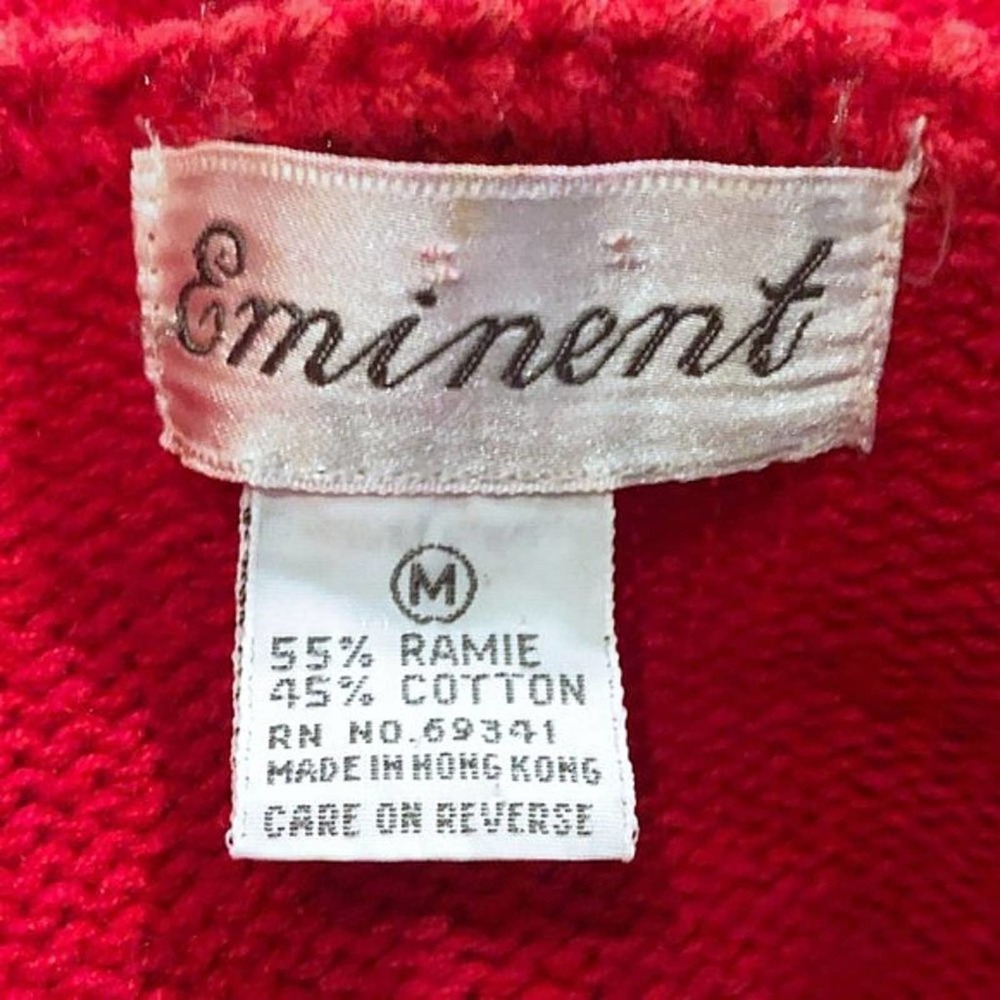 Eminent
M
55% RAMIE
45% COTTON
RN NO.69341
MADE IN HONG KONG
CARE ON REVERSE